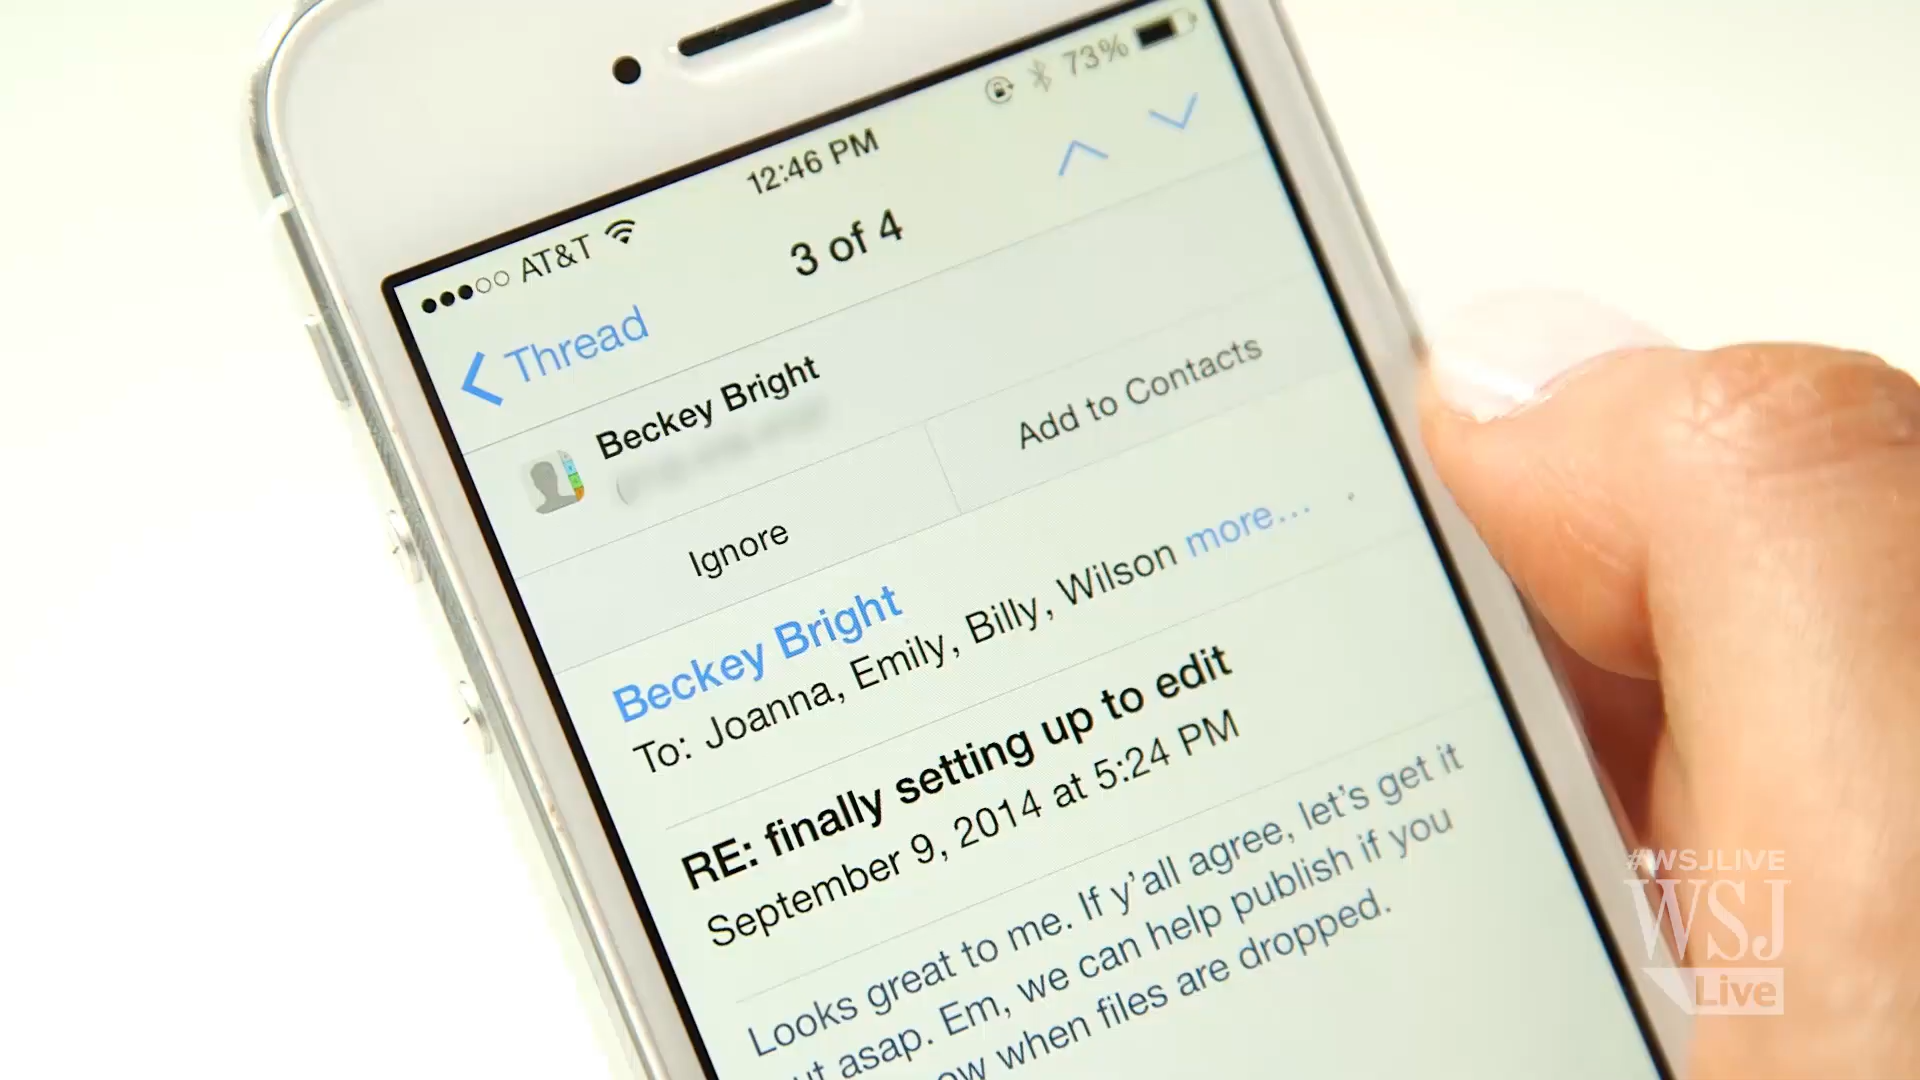 AT&T 12:46 PM 73%
Thread 3 of 4
Beckey Bright
Ignore Add to Contacts
Beckey Bright
To: Joanna, Emily, Billy, Wilson more...
RE: finally setting up to edit
September 9, 2014 at 5:24 PM
Looks great to me. If y'all agree, let's get it
asap. Em, we can help publish if you
when files are dropped.
#WSJLIVE
WSJ
Live